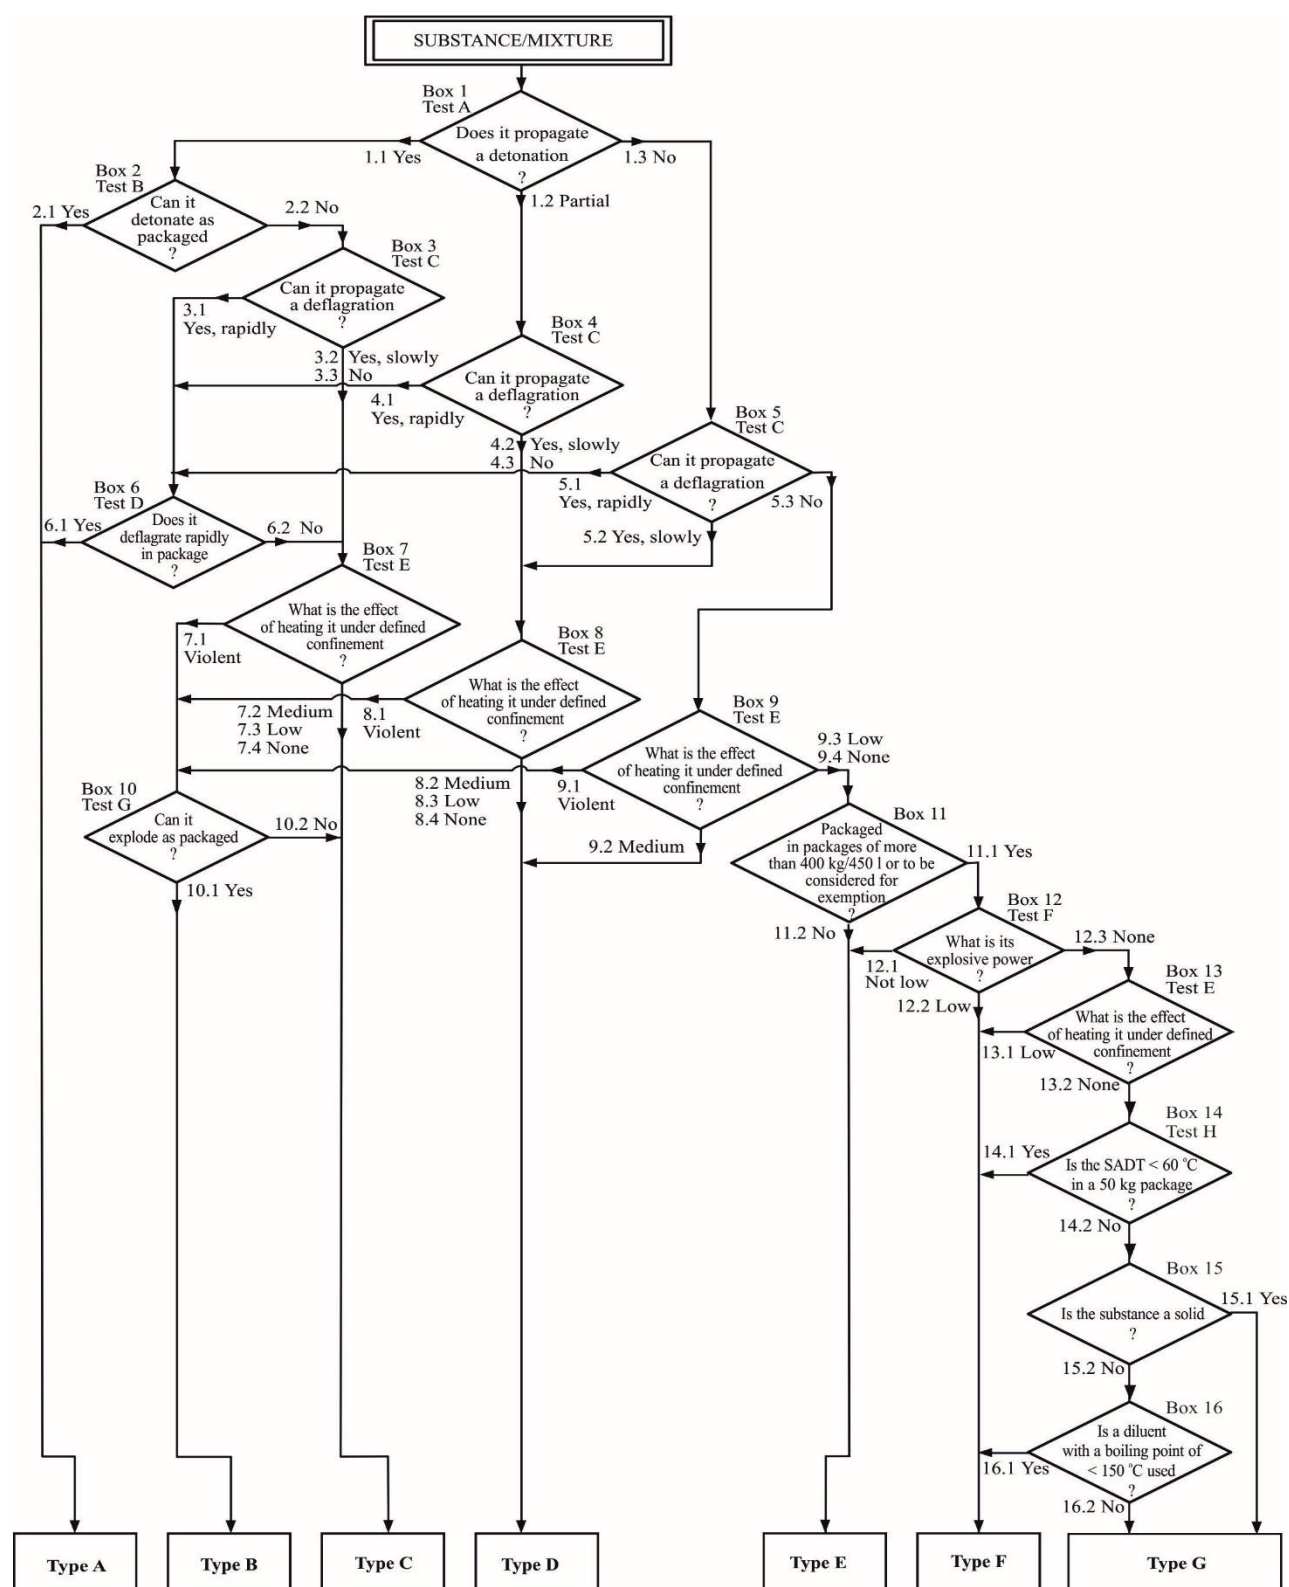 SUBSTANCE/MIXTURE
Box 1
Test A
Does it propagate
a detonation
?
1.1 Yes
1.3 No
1.2 Partial
Box 2
Test B
Can it
detonate as
packaged
?
2.1 Yes
2.2 No
Box 3
Test C
Can it propagate
a deflagration
?
3.1
Yes, rapidly
3.2 Yes, slowly
3.3 No
Box 4
Test C
Can it propagate
a deflagration
?
4.1
Yes, rapidly
4.2 Yes, slowly
4.3 No
Box 5
Test C
Can it propagate
a deflagration
?
5.1
Yes, rapidly
5.3 No
5.2 Yes, slowly
Box 6
Test D
Does it
deflagrate rapidly
in package
?
6.1 Yes
6.2 No
Box 7
Test E
What is the effect
of heating it under defined
confinement
?
7.1
Violent
7.2 Medium
7.3 Low
7.4 None
Box 8
Test E
What is the effect
of heating it under defined
confinement
?
8.1
Violent
8.2 Medium
8.3 Low
8.4 None
Box 9
Test E
What is the effect
of heating it under defined
confinement
?
9.3 Low
9.4 None
9.1
Violent
9.2 Medium
Box 10
Test G
Can it
explode as packaged
?
10.2 No
10.1 Yes
Box 11
Packaged
in packages of more
than 400 kg/450 l or to be
considered for
exemption
?
11.1 Yes
11.2 No
Box 12
Test F
What is its
explosive power
?
12.3 None
12.1
Not low
12.2 Low
Box 13
Test E
What is the effect
of heating it under defined
confinement
?
13.1 Low
13.2 None
Box 14
Test H
Is the SADT < 60 °C
in a 50 kg package
?
14.1 Yes
14.2 No
Box 15
Is the substance a solid
?
15.1 Yes
15.2 No
Box 16
Is a diluent
with a boiling point of
< 150 °C used
?
16.1 Yes
16.2 No
Type A
Type B
Type C
Type D
Type E
Type F
Type G